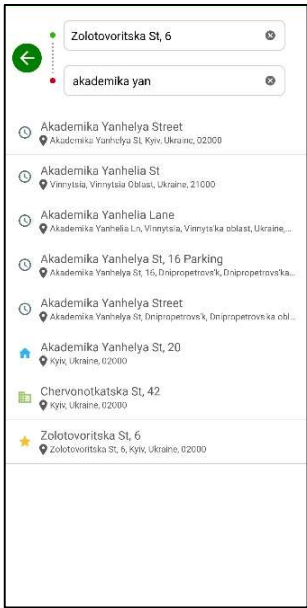 Zolotovoritska St, 6
akademika yan
Akademika Yanhelya Street
Akademika Yanhelya St, Kyiv, Ukraine, 02000
Akademika Yanhelia St
Vinnytsia, Vinnytsia Oblast, Ukraine, 21000
Akademika Yanhelia Lane
Akademika Yanhelia Ln, Vinnytsia, Vinnyts'ka oblast, Ukraine,...
Akademika Yanhelya St, 16 Parking
Akademika Yanhelya St, 16, Dnipropetrovs'k, Dnipropetrovs'ka...
Akademika Yanhelya Street
Akademika Yanhelya St, Dnipropetrovs'k, Dnipropetrovs'ka obl...
Akademika Yanhelya St, 20
Kyiv, Ukraine, 02000
Chervonotkatska St, 42
Kyiv, Ukraine, 02000
Zolotovoritska St, 6
Zolotovoritska St, 6, Kyiv, Ukraine, 02000